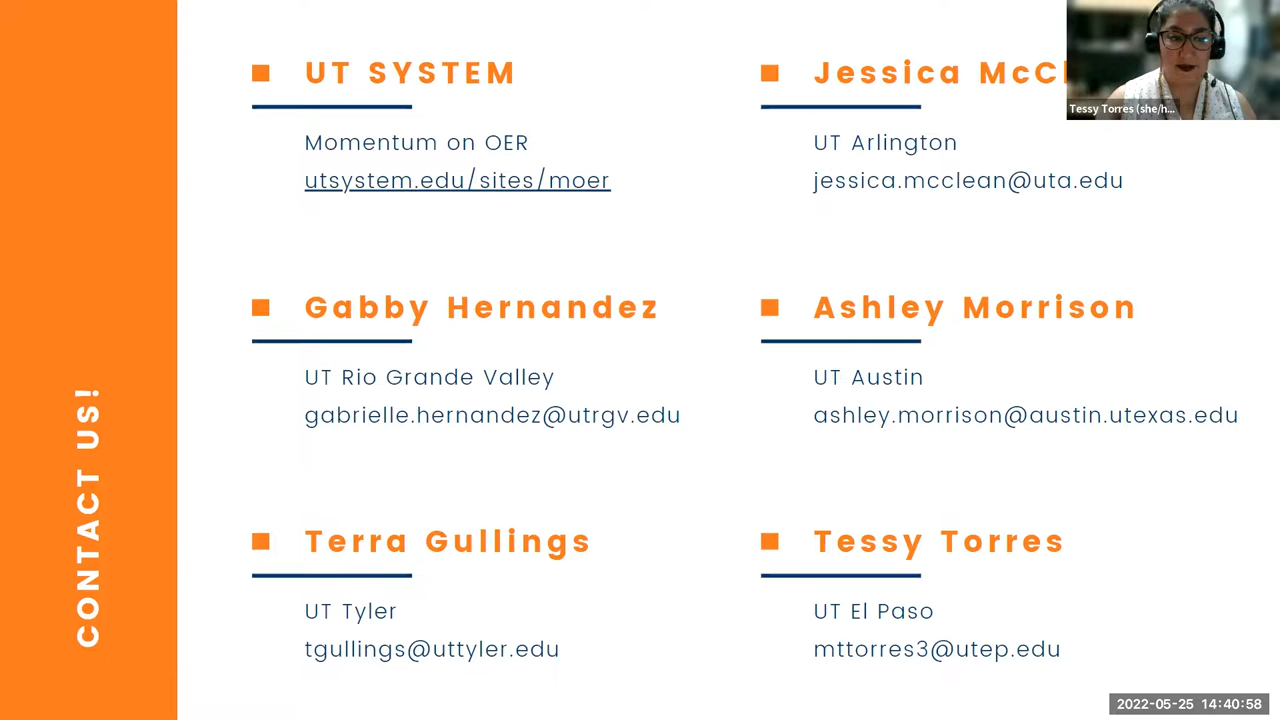 CONTACT US!
UT SYSTEM
Momentum on OER
utsystem.edu/sites/moer
Jessica McCl
UT Arlington
jessica.mcclean@uta.edu
Gabby Hernandez
UT Rio Grande Valley
gabrielle.hernandez@utrgv.edu
Ashley Morrison
UT Austin
ashley.morrison@austin.utexas.edu
Terra Gullings
UT Tyler
tgullings@uttyler.edu
Tessy Torres
UT El Paso
mttorres3@utep.edu
Tessy Torres (she/h...
2022-05-25 14:40:58